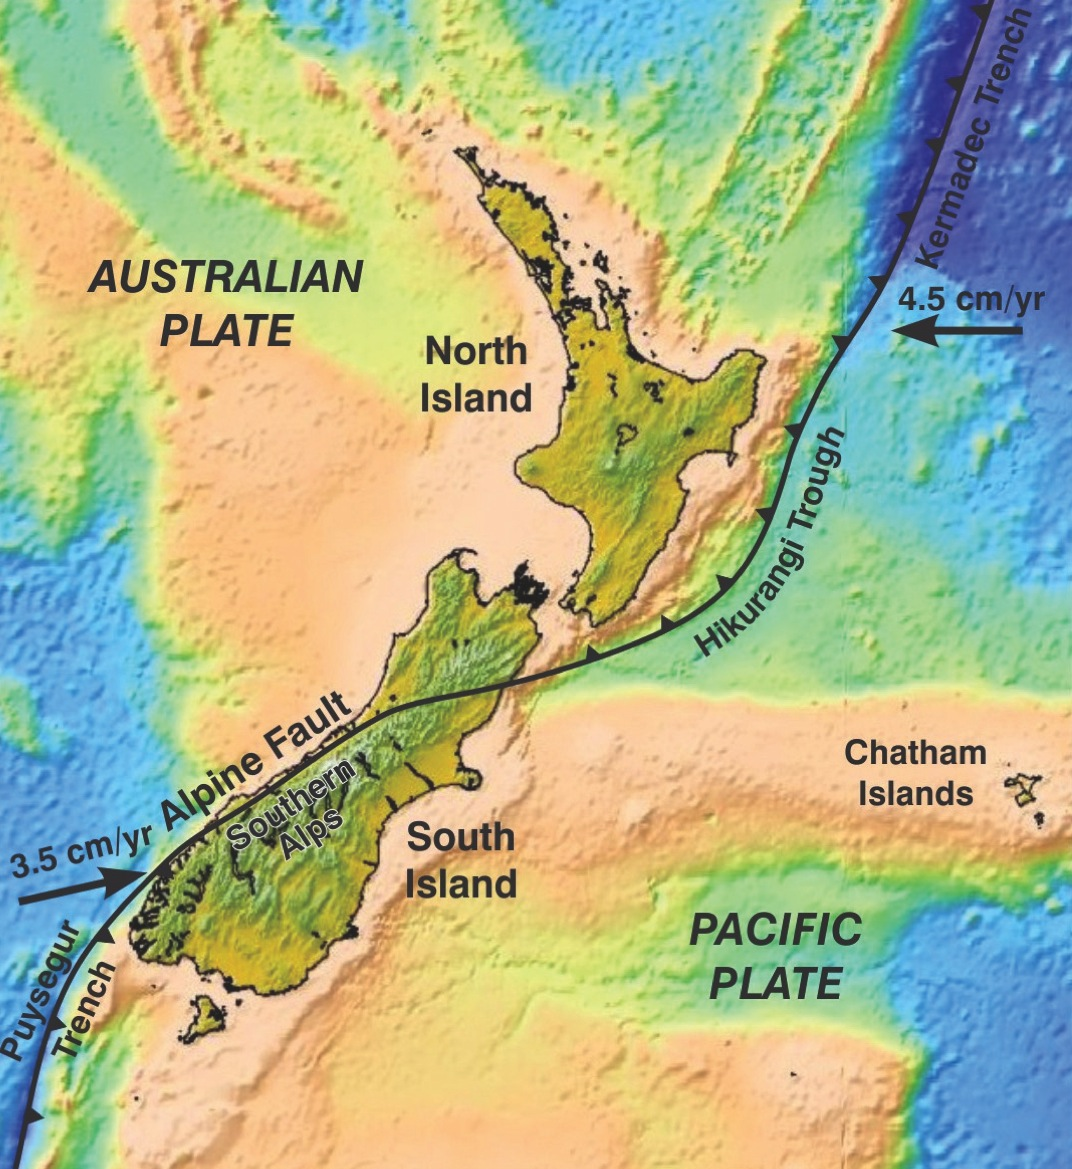 Kermadec Trench
4.5 cm/yr
AUSTRALIAN
PLATE
North
Island
Hikurangi Trough
Alpine Fault
Southern
Alps
Chatham
Islands
3.5 cm/yr
South
Island
PACIFIC
PLATE
Puysegur
Trench